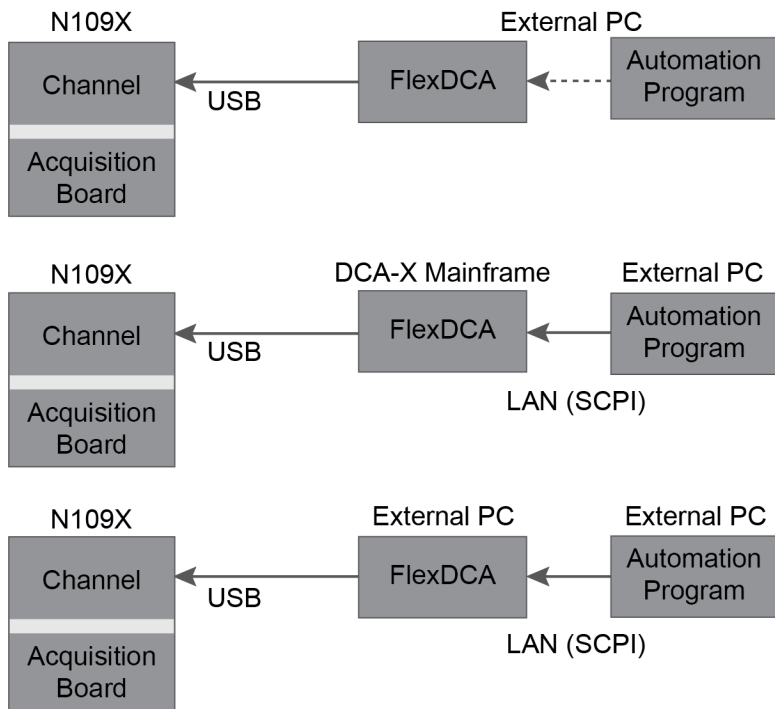 N109X
External PC
Channel
Acquisition
Board
USB
FlexDCA
Automation
Program
N109X
DCA-X Mainframe
External PC
Channel
Acquisition
Board
USB
FlexDCA
Automation
Program
LAN (SCPI)
N109X
External PC
External PC
Channel
Acquisition
Board
USB
FlexDCA
Automation
Program
LAN (SCPI)